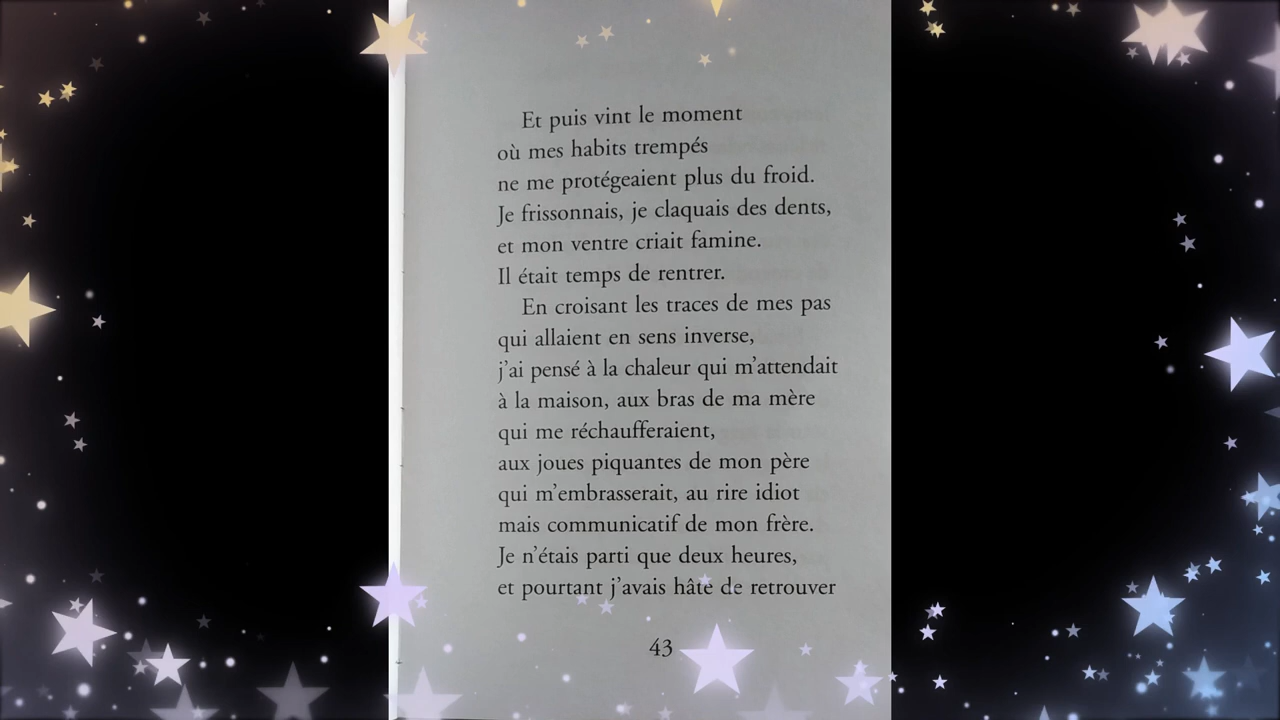 Et puis vint le moment
où mes habits trempés
ne me protégeaient plus du froid.
Je frissonnais, je claquais des dents,
et mon ventre criait famine.
Il était temps de rentrer.
En croisant les traces de mes pas
qui allaient en sens inverse,
j'ai pensé à la chaleur qui m'attendait
à la maison, aux bras de ma mère
qui me réchaufferaient,
aux joues piquantes de mon père
qui m'embrasserait, au rire idiot
mais communicatif de mon frère.
Je n'étais parti que deux heures,
et pourtant j'avais hâte de retrouver
43